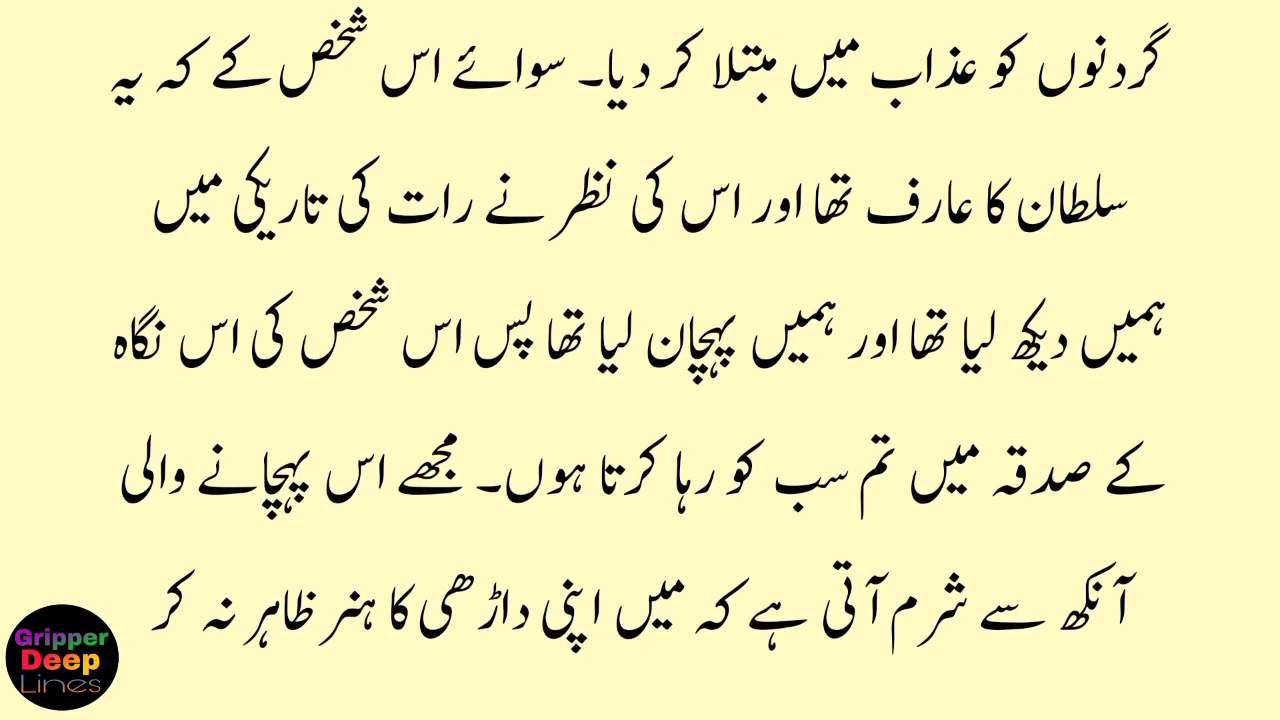 گردنوں کو عذاب میں مبتلا کر دیا۔ سوائے اس شخص کے کہ یہ
سلطان کا عارف تھا اور اس کی نظر نے رات کی تاریکی میں
ہمیں دیکھ لیا تھا اور ہمیں پہچان لیا تھا پس اس شخص کی اس نگاہ
کے صدقہ میں تم سب کو رہا کرتا ہوں۔ مجھے اس پہچانے والی
آنکھ سے شرم آتی ہے کہ میں اپنی داڑھی کا ہنر ظاہر نہ کر
Gripper
Deep
Lines